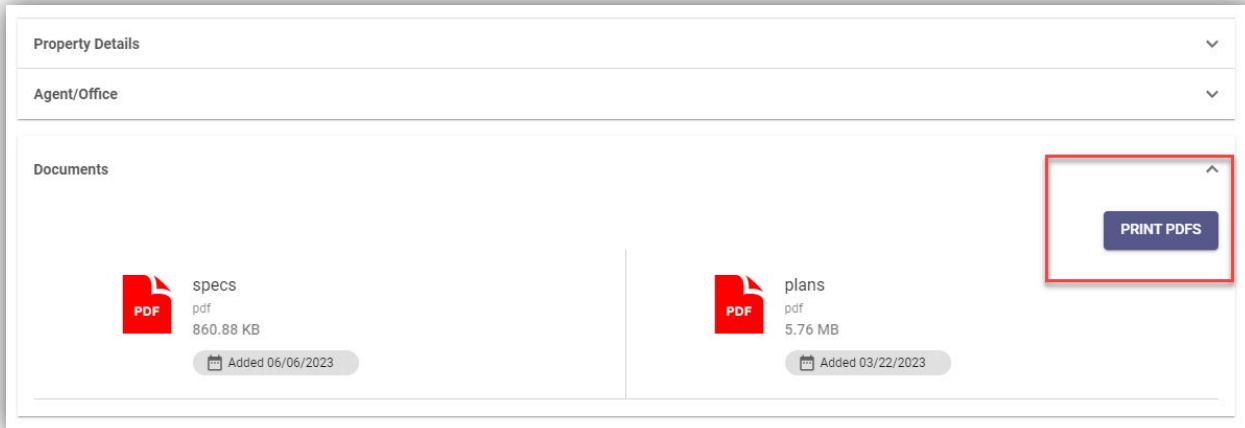 Property Details
Agent/Office
Documents
PRINT PDFS
PDF
specs
pdf
860.88 KB
Added 06/06/2023
PDF
plans
pdf
5.76 MB
Added 03/22/2023